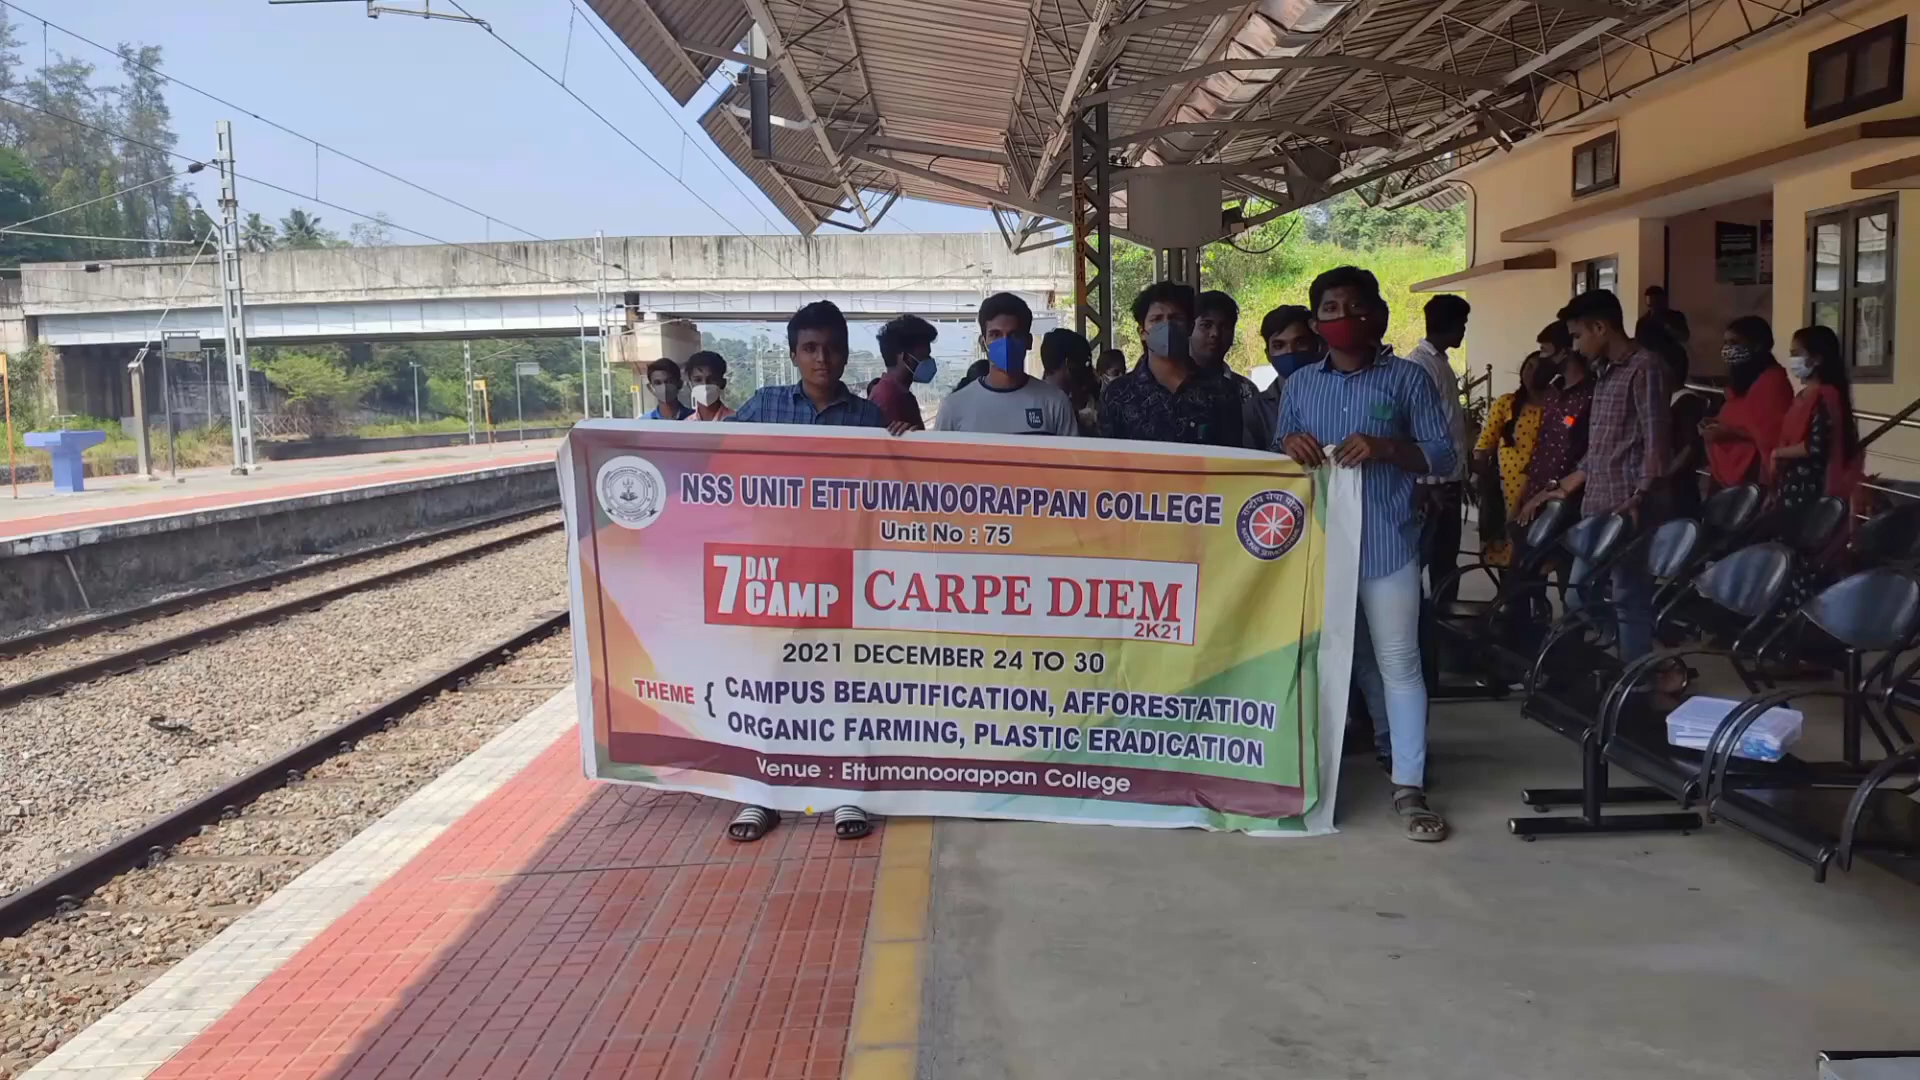 NSS UNIT ETTUMANOORAPPAN COLLEGE
Unit No : 75
7 DAY CAMP
CARPE DIEM
2K21
2021 DECEMBER 24 TO 30
THEME { CAMPUS BEAUTIFICATION, AFFORESTATION
ORGANIC FARMING, PLASTIC ERADICATION
Venue : Ettumanoorappan College
राष्ट्रीय सेवा योजना